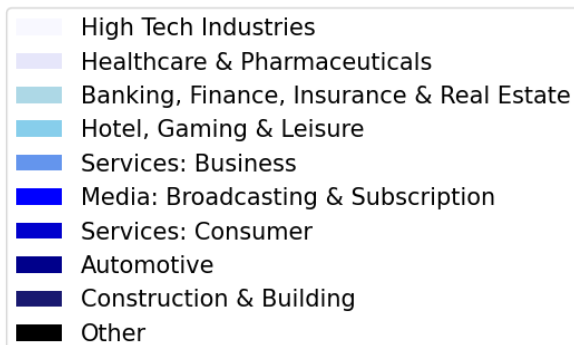 High Tech Industries
Healthcare & Pharmaceuticals
Banking, Finance, Insurance & Real Estate
Hotel, Gaming & Leisure
Services: Business
Media: Broadcasting & Subscription
Services: Consumer
Automotive
Construction & Building
Other